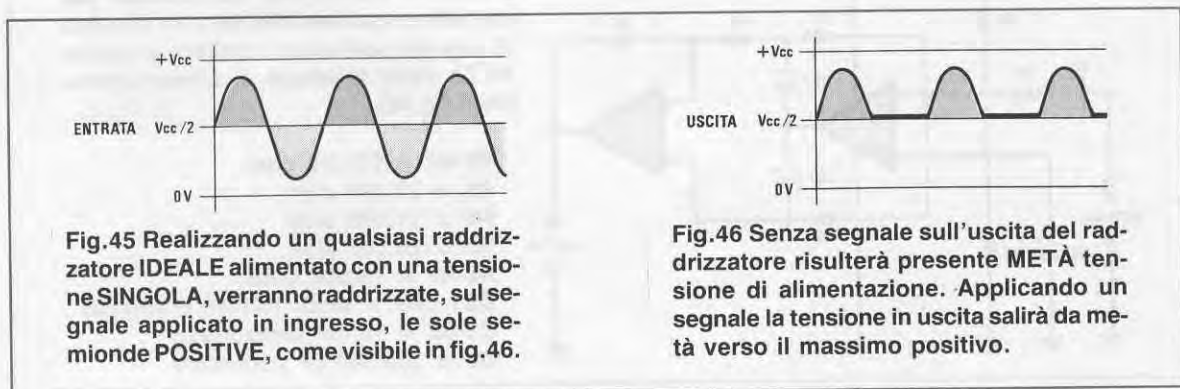 +Vcc
ENTRATA Vcc/2
0V
Fig.45 Realizzando un qualsiasi raddriz-
zatore IDEALE alimentato con una tensio-
ne SINGOLA, verranno raddrizzate, sul se-
gnale applicato in ingresso, le sole se-
mionde POSITIVE, come visibile in fig.46.
+Vcc
USCITA Vcc/2
0V
Fig.46 Senza segnale sull'uscita del rad-
drizzatore risulterà presente METÀ ten-
sione di alimentazione. Applicando un
segnale la tensione in uscita salirà da me-
tà verso il massimo positivo.